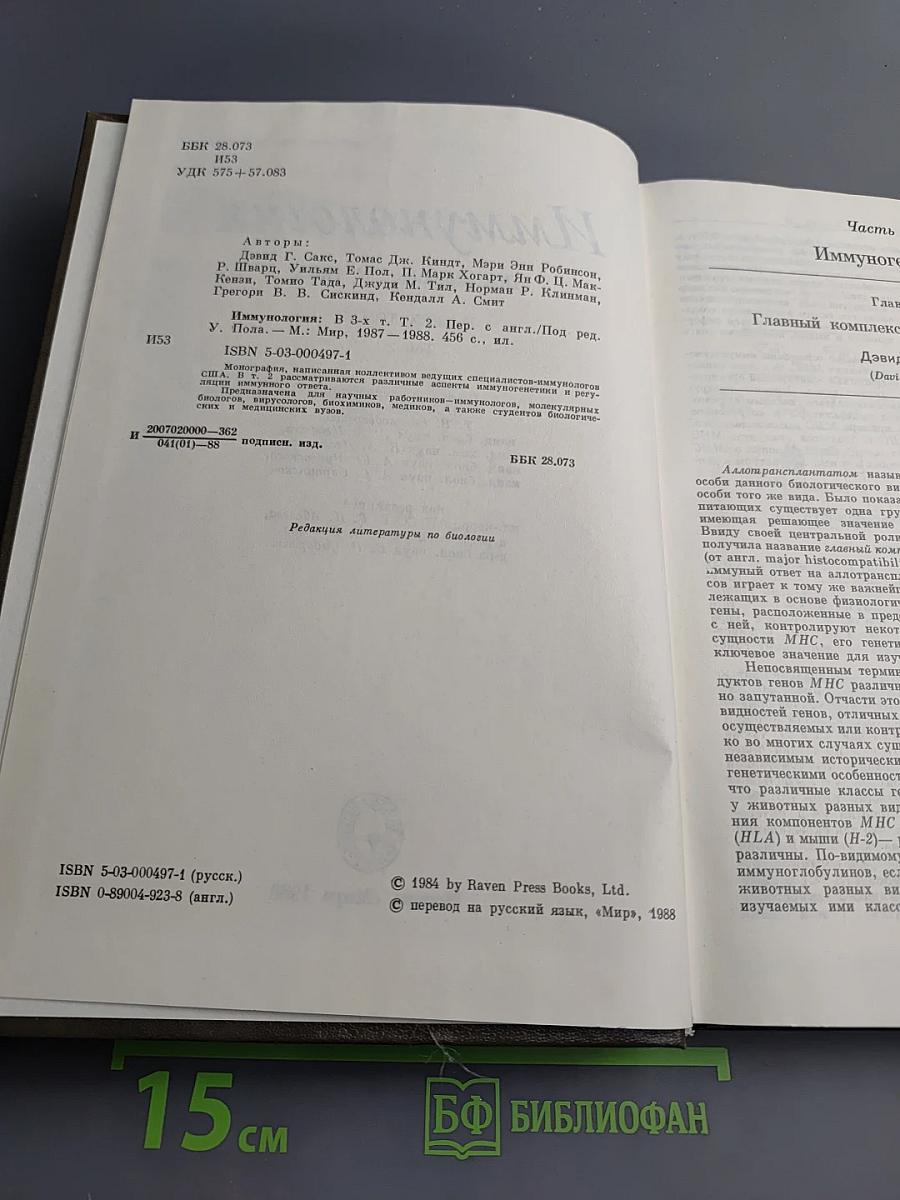 ББК 28.073
И53
УДК 575+57.083
Авторы:
Дэвид Г. Сакс, Томас Дж. Киндт, Мэри Энн Робинсон,
Р. Шварц, Уильям Е. Пол, П. Марк Хогарт, Ян Ф. Ц. Мак-
Кензи, Томио Тада, Джуди М. Тил, Норман Р. Клинман,
Грегори В. В. Сискинд, Кендалл А. Смит
Иммунология: В 3-х т. Т. 2. Пер. с англ./Под ред.
И53
У. Пола. — М.: Мир, 1987—1988. 456 с., ил.
ISBN 5-03-000497-1
Монография, написанная коллективом ведущих специалистов-иммунологов
США. В т. 2 рассматриваются различные аспекты иммуногенетики и регу-
ляции иммунного ответа.
Предназначена для научных работников—иммунологов, молекулярных
биологов, вирусологов, биохимиков, медиков, а также студентов биологиче-
ских и медицинских вузов.
И 2007020000—362
041(01)—88 подписн. изд.
ББК 28.073
Редакция литературы по биологии
ISBN 5-03-000497-1 (русск.)
ISBN 0-89004-923-8 (англ.)
© 1984 by Raven Press Books, Ltd.
© перевод на русский язык, «Мир», 1988
Часть
Иммуноге
Глав
Главный комплекс
Дэвид
(Davi
Аллотрансплантатом назыв
особи данного биологического ви
особи того же вида. Было показа
питающих существует одна гру
имеющая решающее значение
Ввиду своей центральной роли
получила название главный комп
(от англ. major histocompatibil
иммуный ответ на аллотранспл
сов играет к тому же важней
лежащих в основе физиологич
гены, расположенные в пред
с ней, контролируют некот
сущности MHC, его генети
ключевое значение для изу
Непосвященным термин
дуктов генов MHC различн
но запутанной. Отчасти это
видностей генов, отличных
осуществляемых или контр
ко во многих случаях сущ
независимым исторически
генетическими особенност
что различные классы ге
у животных разных вид
ния компонентов MHC
(HLA) и мыши (H-2)—
различны. По-видимому
иммуноглобулинов, есл
животных разных ви
изучаемых ими класс
15 см
БФ БИБЛИОФАН